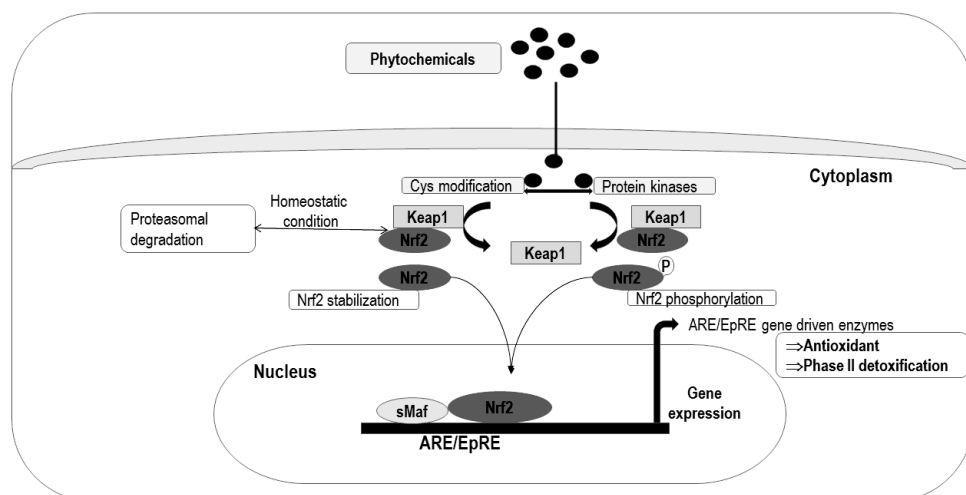 Phytochemicals
Cytoplasm
Cys modification
Protein kinases
Homeostatic
condition
Proteasomal
degradation
Keap1
Nrf2
Keap1
Keap1
Nrf2
Nrf2
Nrf2 stabilization
Nrf2
P
Nrf2 phosphorylation
ARE/EpRE gene driven enzymes
⇒Antioxidant
⇒Phase II detoxification
Nucleus
sMaf
Nrf2
Gene
expression
ARE/EpRE